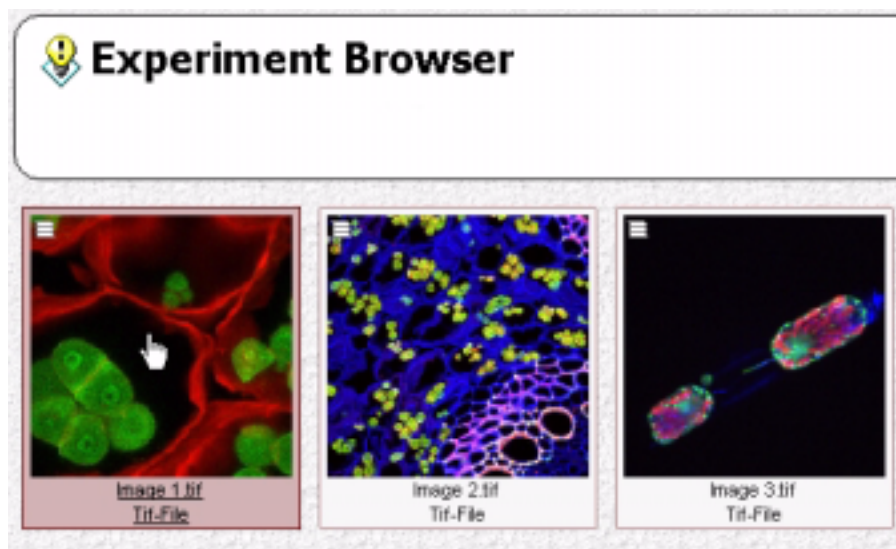 Experiment Browser
Image 1.tif
Tif-File
Image 2.tif
Tif-File
Image 3.tif
Tif-File